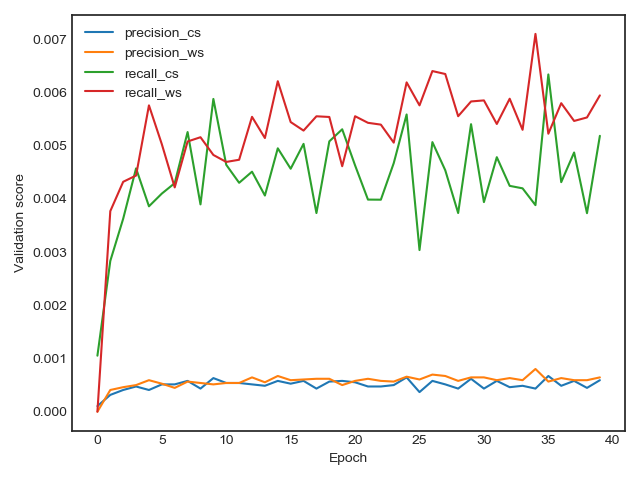 precision_cs
precision_ws
recall_cs
recall_ws
0.007
0.006
0.005
0.004
0.003
0.002
0.001
0.000
Validation score
0 5 10 15 20 25 30 35 40
Epoch